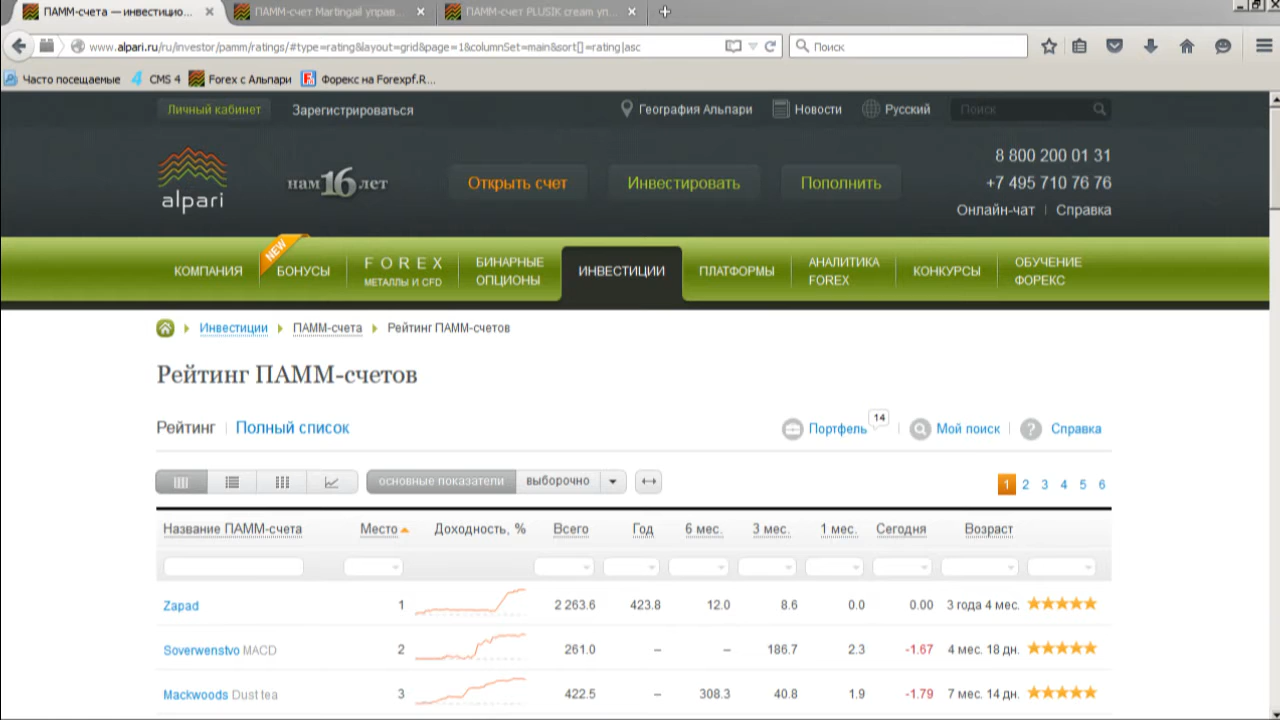 ПАММ-счета — инвестицио...
ПАММ-счет Martingail управ...
ПАММ-счет PLUSIK cream уп...
www.alpari.ru/ru/investor/pamm/ratings/#type=rating&layout=grid&page=1&columnSet=main&sort[]=rating|asc
Поиск
Часто посещаемые CMS 4 Forex с Альпари Форекс на Forexpf.R...
Личный кабинет Зарегистрироваться География Альпари Новости Русский Поиск
8 800 200 01 31
alpari нам 16 лет Открыть счет Инвестировать Пополнить +7 495 710 76 76
Онлайн-чат Справка
NEW
КОМПАНИЯ
БОНУСЫ
FOREX
МЕТАЛЛЫ И CFD
БИНАРНЫЕ
ОПЦИОНЫ
ИНВЕСТИЦИИ
ПЛАТФОРМЫ
АНАЛИТИКА
FOREX
КОНКУРСЫ
ОБУЧЕНИЕ
ФОРЕКС
Инвестиции ПАММ-счета Рейтинг ПАММ-счетов
Рейтинг ПАММ-счетов
Рейтинг Полный список Портфель 14 Мой поиск ? Справка
основные показатели выборочно 1 2 3 4 5 6
Название ПАММ-счета Место Доходность, % Всего Год 6 мес. 3 мес. 1 мес. Сегодня Возраст
Zapad 1 2 263.6 423.8 12.0 8.6 0.0 0.00 3 года 4 мес.
Soverwenstvo MACD 2 261.0 – – 186.7 2.3 -1.67 4 мес. 18 дн.
Mackwoods Dust tea 3 422.5 – 308.3 40.8 1.9 -1.79 7 мес. 14 дн.